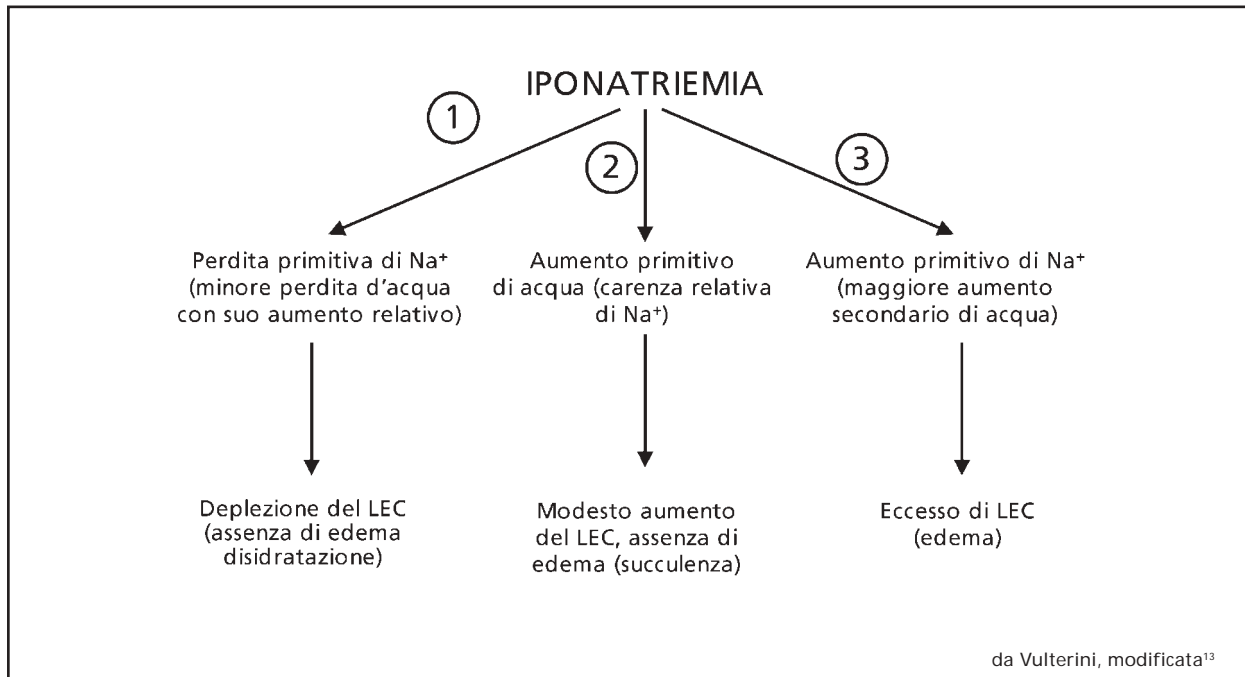 IPONATRIEMIA
1
2
3
Perdita primitiva di Na⁺
(minore perdita d'acqua
con suo aumento relativo)
Aumento primitivo
di acqua (carenza relativa
di Na⁺)
Aumento primitivo di Na⁺
(maggiore aumento
secondario di acqua)
Deplezione del LEC
(assenza di edema
disidratazione)
Modesto aumento
del LEC, assenza di
edema (succulenza)
Eccesso di LEC
(edema)
da Vulterini, modificata¹³